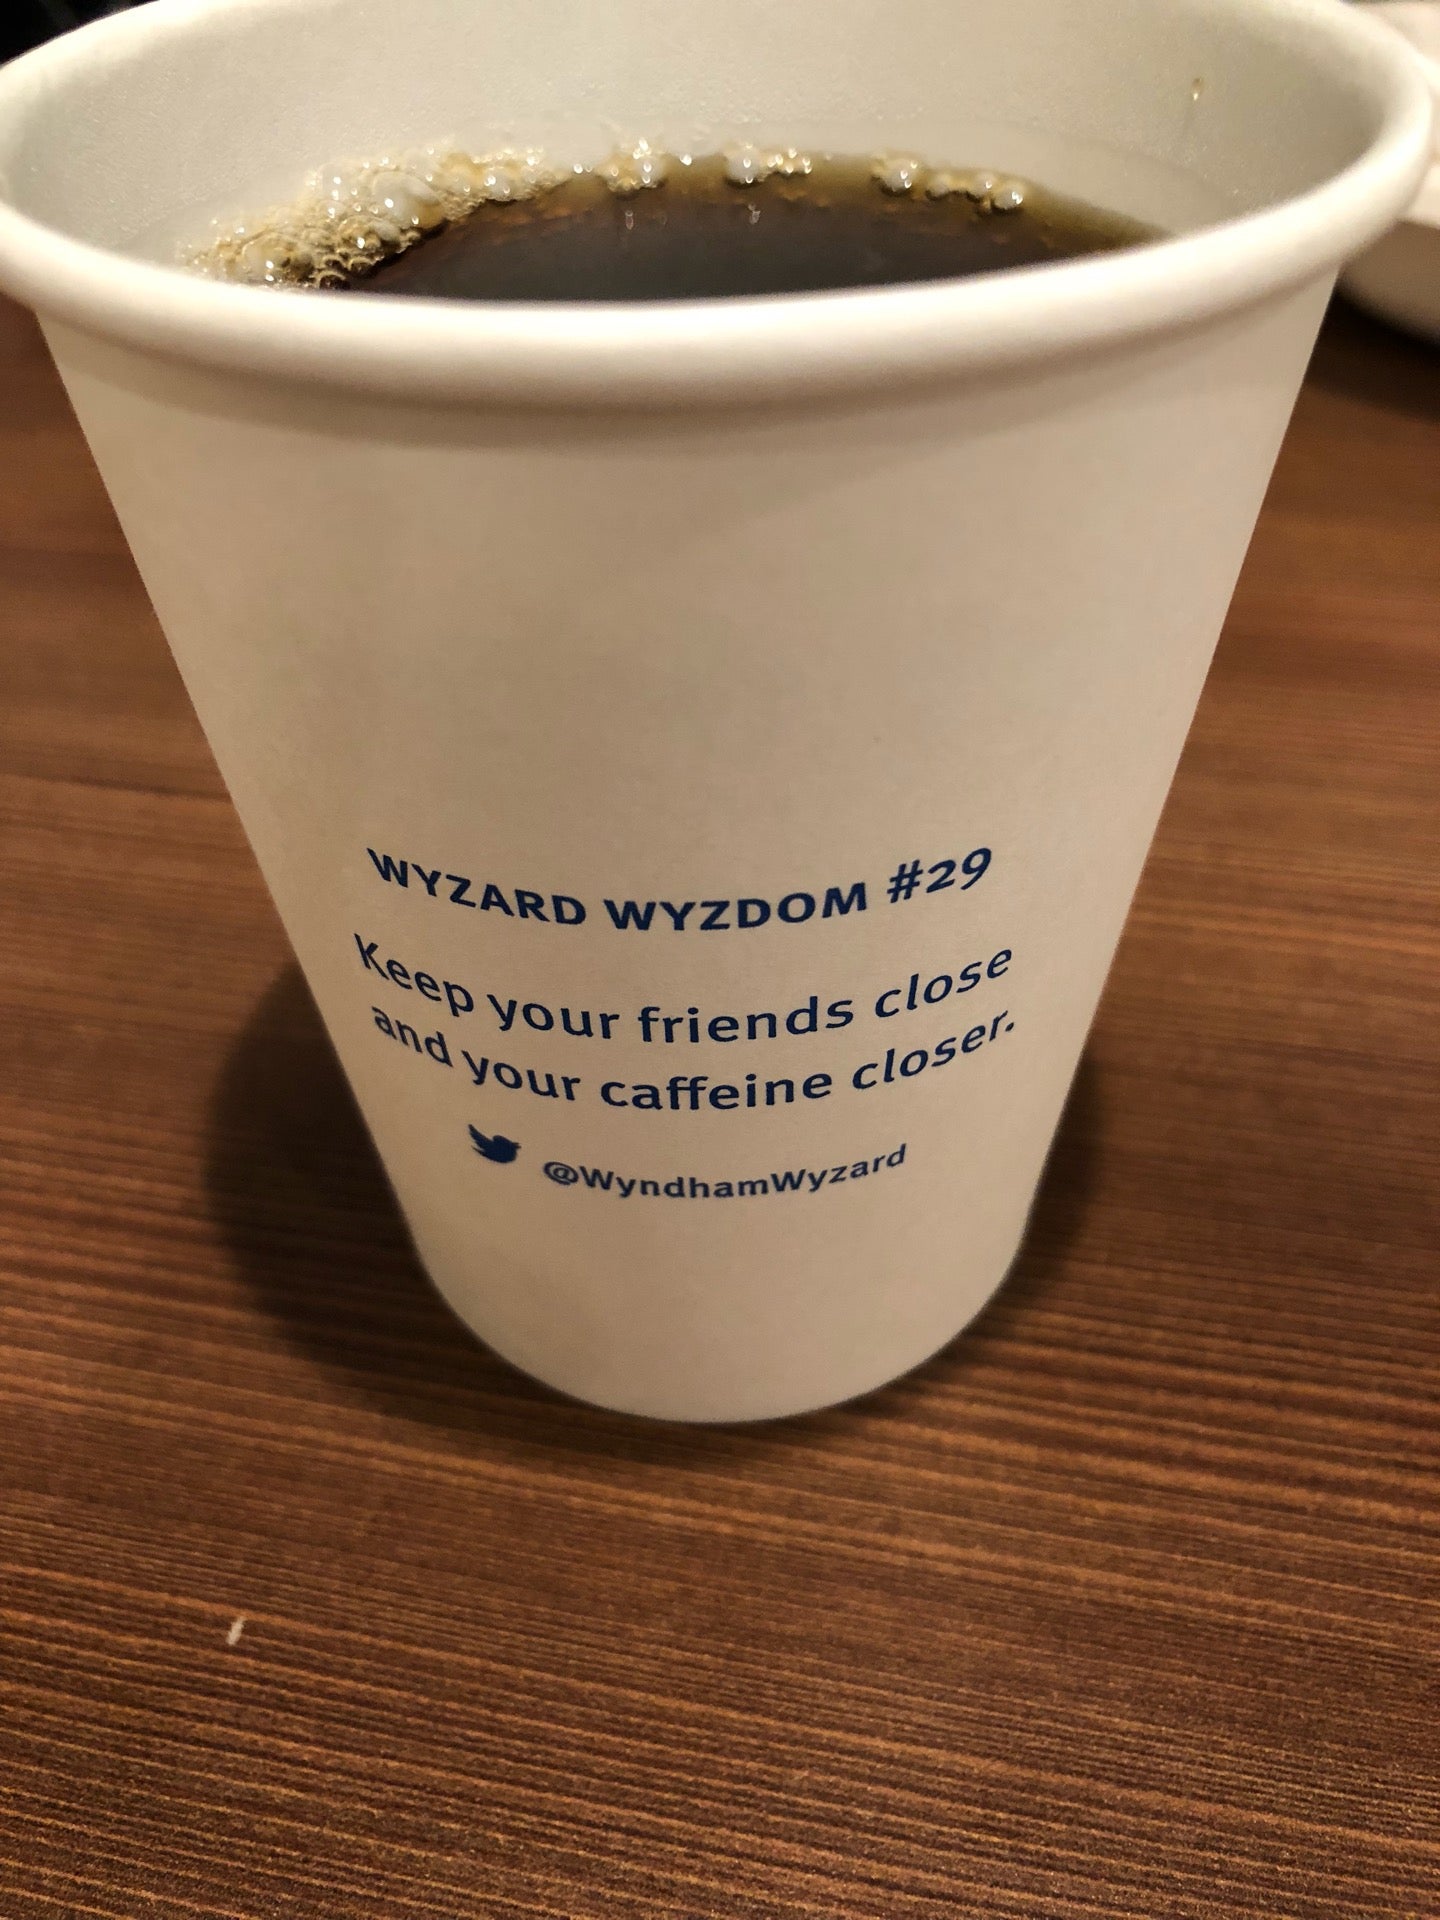 WYZARD WYZDOM #29
Keep your friends close
and your caffeine closer.
@WyndhamWyzard